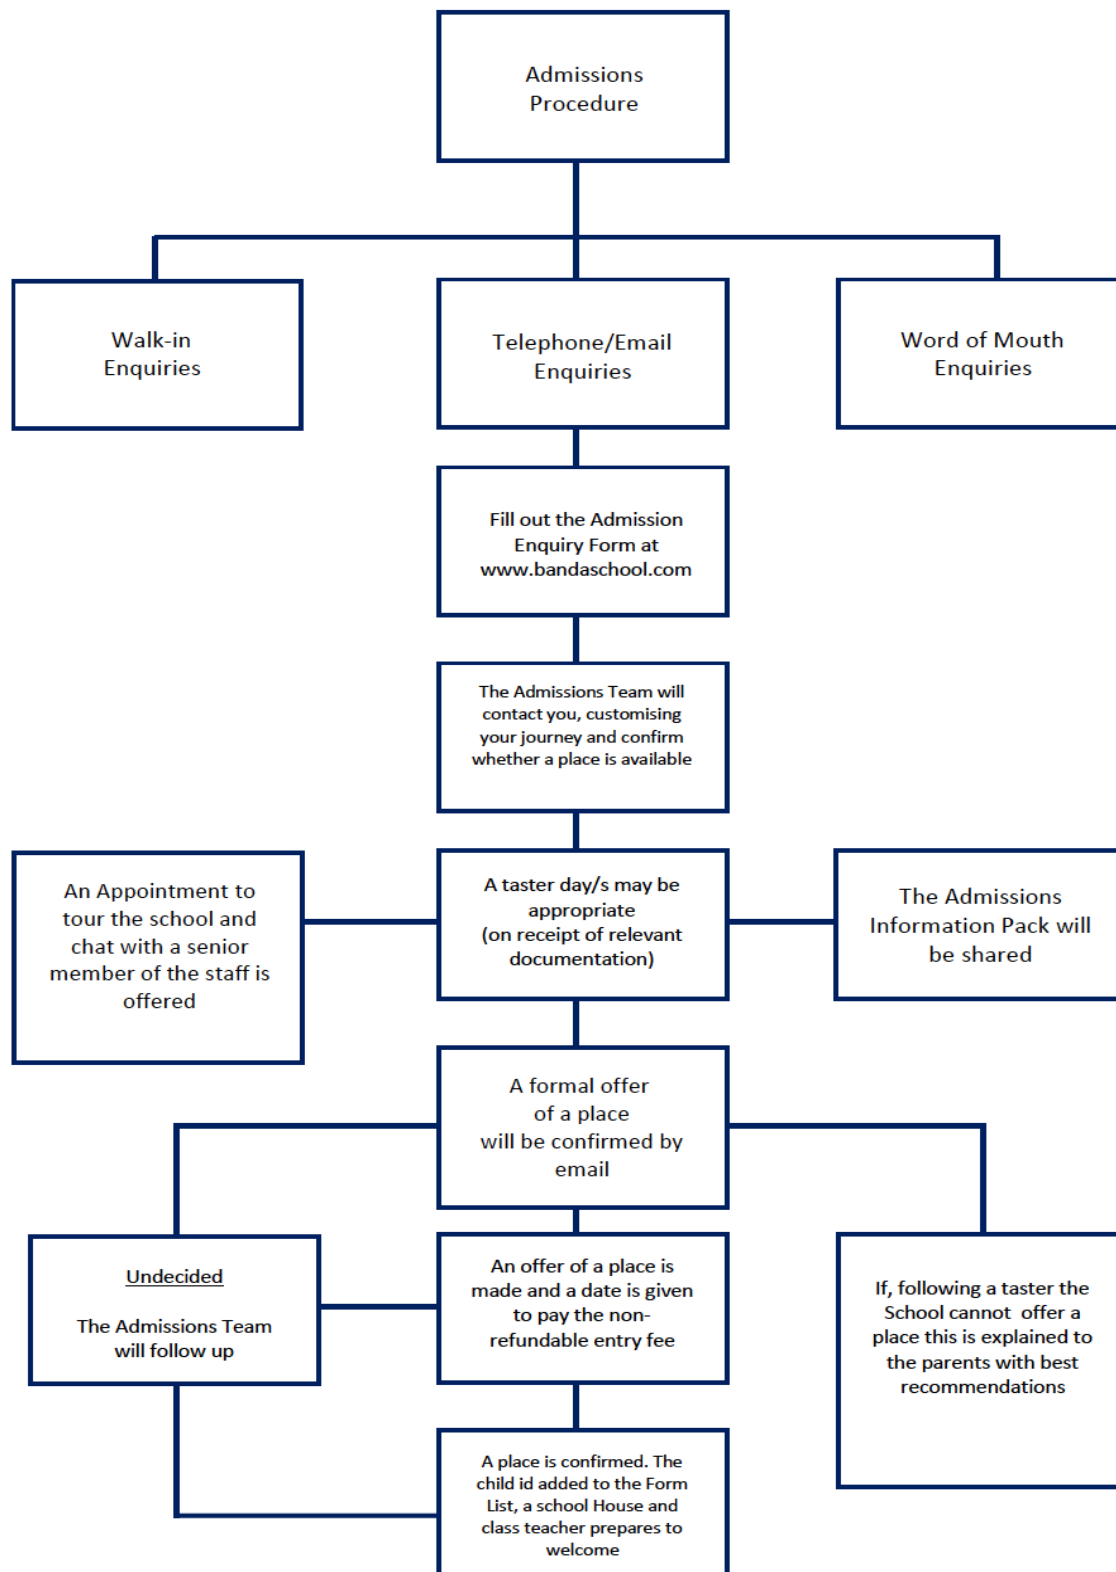 Admissions
Procedure
Walk-in
Enquiries
Telephone/Email
Enquiries
Word of Mouth
Enquiries
Fill out the Admission
Enquiry Form at
www.bandaschool.com
The Admissions Team will
contact you, customising
your journey and confirm
whether a place is available
An Appointment to
tour the school and
chat with a senior
member of the staff is
offered
A taster day/s may be
appropriate
(on receipt of relevant
documentation)
The Admissions
Information Pack will
be shared
A formal offer
of a place
will be confirmed by
email
Undecided
The Admissions Team
will follow up
An offer of a place is
made and a date is given
to pay the non-
refundable entry fee
If, following a taster the
School cannot offer a
place this is explained to
the parents with best
recommendations
A place is confirmed. The
child id added to the Form
List, a school House and
class teacher prepares to
welcome